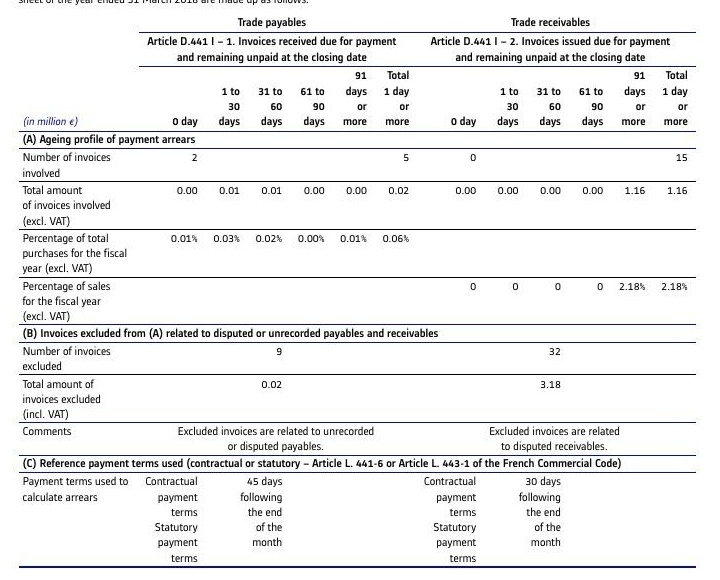 sheet of the year ended 31 March 2018 are made up as follows.
Trade payables Trade receivables
Article D.441 I – 1. Invoices received due for payment Article D.441 I – 2. Invoices issued due for payment
and remaining unpaid at the closing date and remaining unpaid at the closing date
91 Total 91 Total
1 to 31 to 61 to days 1 day 1 to 31 to 61 to days 1 day
30 60 90 or or 30 60 90 or or
(in million €) 0 day days days days more more 0 day days days days more more
(A) Ageing profile of payment arrears
Number of invoices 2 5 0 15
involved
Total amount 0.00 0.01 0.01 0.00 0.00 0.02 0.00 0.00 0.00 0.00 1.16 1.16
of invoices involved
(excl. VAT)
Percentage of total 0.01% 0.03% 0.02% 0.00% 0.01% 0.06%
purchases for the fiscal
year (excl. VAT)
Percentage of sales 0 0 0 0 2.18% 2.18%
for the fiscal year
(excl. VAT)
(B) Invoices excluded from (A) related to disputed or unrecorded payables and receivables
Number of invoices 9 32
excluded
Total amount of 0.02 3.18
invoices excluded
(incl. VAT)
Comments Excluded invoices are related to unrecorded Excluded invoices are related
or disputed payables. to disputed receivables.
(C) Reference payment terms used (contractual or statutory – Article L. 441-6 or Article L. 443-1 of the French Commercial Code)
Payment terms used to Contractual 45 days Contractual 30 days
calculate arrears payment following payment following
terms the end terms the end
Statutory of the Statutory of the
payment month payment month
terms terms